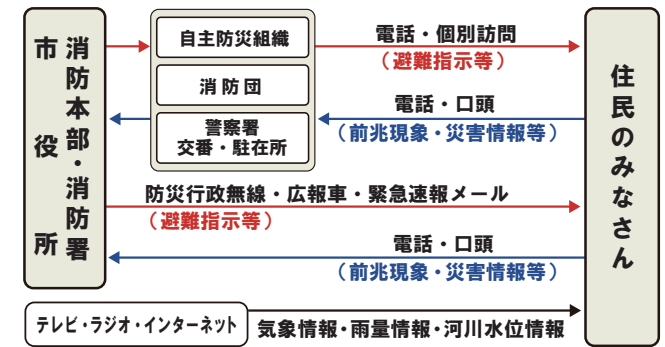 市役所
消防本部・消防署
自主防災組織
消防団
警察署
交番・駐在所
電話・個別訪問
（避難指示等）
電話・口頭
（前兆現象・災害情報等）
防災行政無線・広報車・緊急速報メール
（避難指示等）
電話・口頭
（前兆現象・災害情報等）
住民のみなさん
テレビ・ラジオ・インターネット
気象情報・雨量情報・河川水位情報